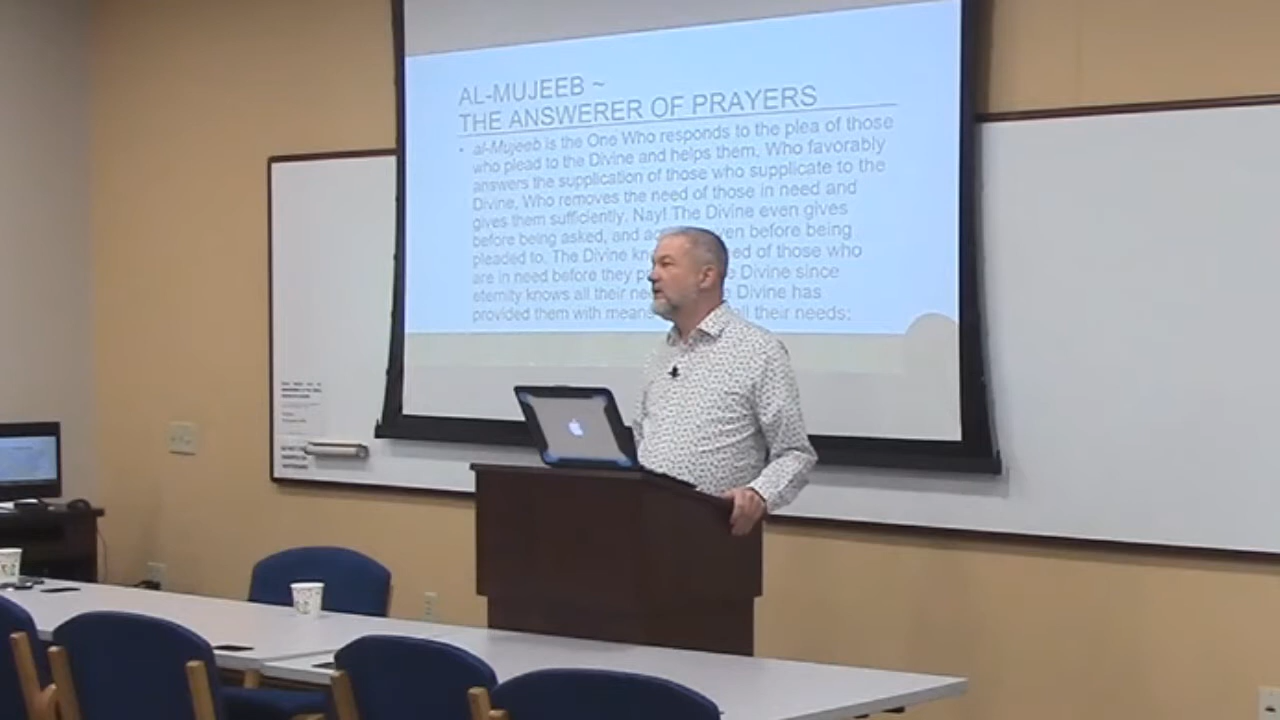 AL-MUJEEB ~
THE ANSWERER OF PRAYERS
• al-Mujeeb is the One Who responds to the plea of those
who plead to the Divine and helps them, Who favorably
answers the supplication of those who supplicate to the
Divine, Who removes the need of those in need and
gives them sufficiently. Nay! The Divine even gives
before being asked, and even before being
pleaded to. The Divine of those who
are in need before they Divine since
eternity knows all their Divine has
provided them with means all their needs;